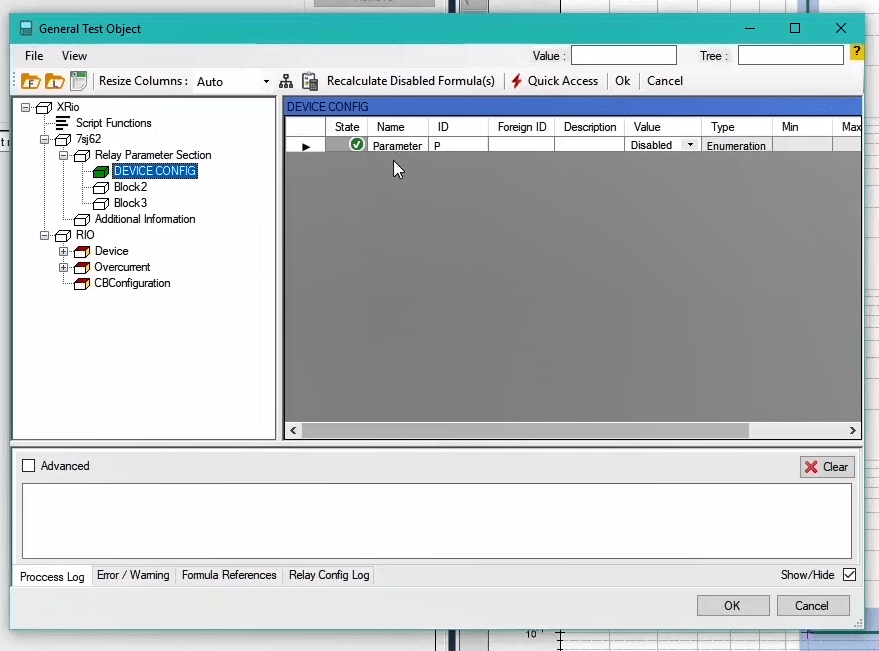 General Test Object
File View Value : Tree : ?
F L Resize Columns : Auto Recalculate Disabled Formula(s) Quick Access Ok Cancel
XRio
Script Functions
7sj62
Relay Parameter Section
DEVICE CONFIG
Block2
Block3
Additional Information
RIO
Device
Overcurrent
CBConfiguration
DEVICE CONFIG
State Name ID Foreign ID Description Value Type Min Max
Parameter P Disabled Enumeration
Advanced
Clear
Proccess Log Error / Warning Formula References Relay Config Log Show/Hide
OK Cancel